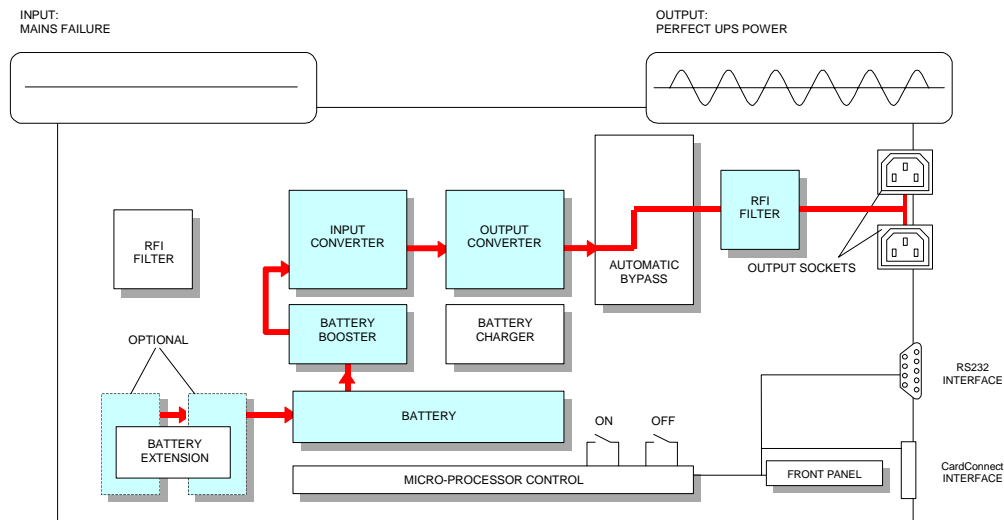 INPUT:
MAINS FAILURE
OUTPUT:
PERFECT UPS POWER
RFI
FILTER
INPUT
CONVERTER
OUTPUT
CONVERTER
AUTOMATIC
BYPASS
RFI
FILTER
OUTPUT SOCKETS
BATTERY
BOOSTER
BATTERY
CHARGER
OPTIONAL
BATTERY
EXTENSION
BATTERY
ON
OFF
MICRO-PROCESSOR CONTROL
FRONT PANEL
RS232
INTERFACE
CardConnect
INTERFACE